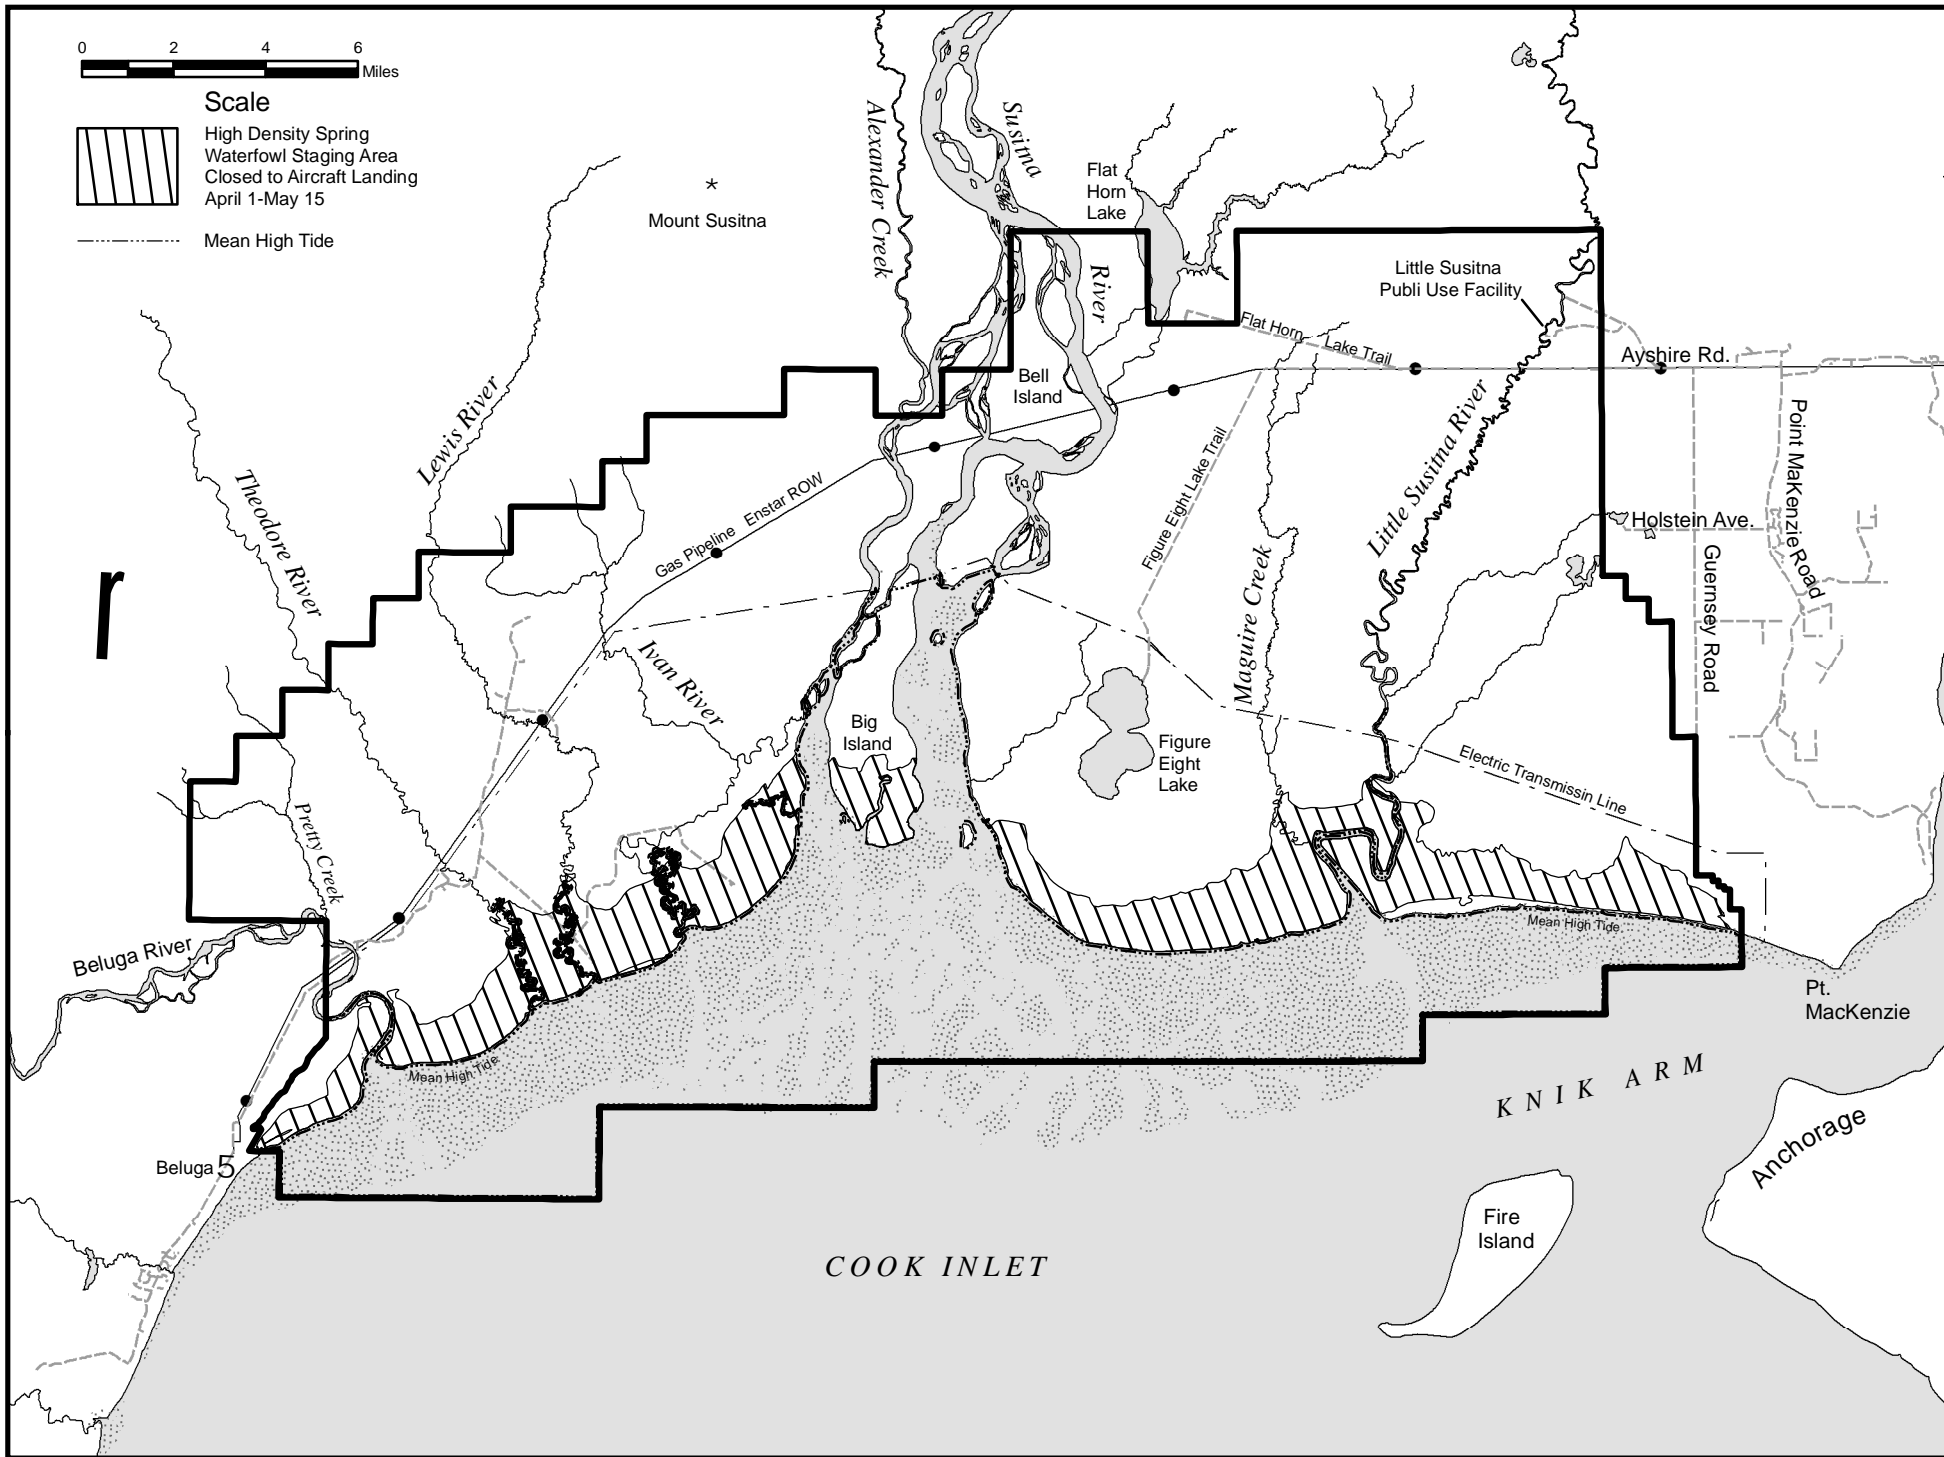 0 2 4 6
Miles
Scale
High Density Spring
Waterfowl Staging Area
Closed to Aircraft Landing
April 1-May 15
Mean High Tide
*
Mount Susitna
Alexander Creek
Susitna
River
Flat
Horn
Lake
Little Susitna
Publi Use Facility
Flat Horn Lake Trail
Ayshire Rd.
Bell
Island
Lewis River
Theodore River
Gas Pipeline Enstar ROW
Figure Eight Lake Trail
Little Susitna River
Point MaKenzie Road
Holstein Ave.
Guernsey Road
r
Ivan River
Maguire Creek
Big
Island
Figure
Eight
Lake
Electric Transmissin Line
Pretty Creek
Beluga River
Mean High Tide
Mean High Tide
Pt.
MacKenzie
KNIK ARM
Anchorage
Beluga 5
Fire
Island
COOK INLET